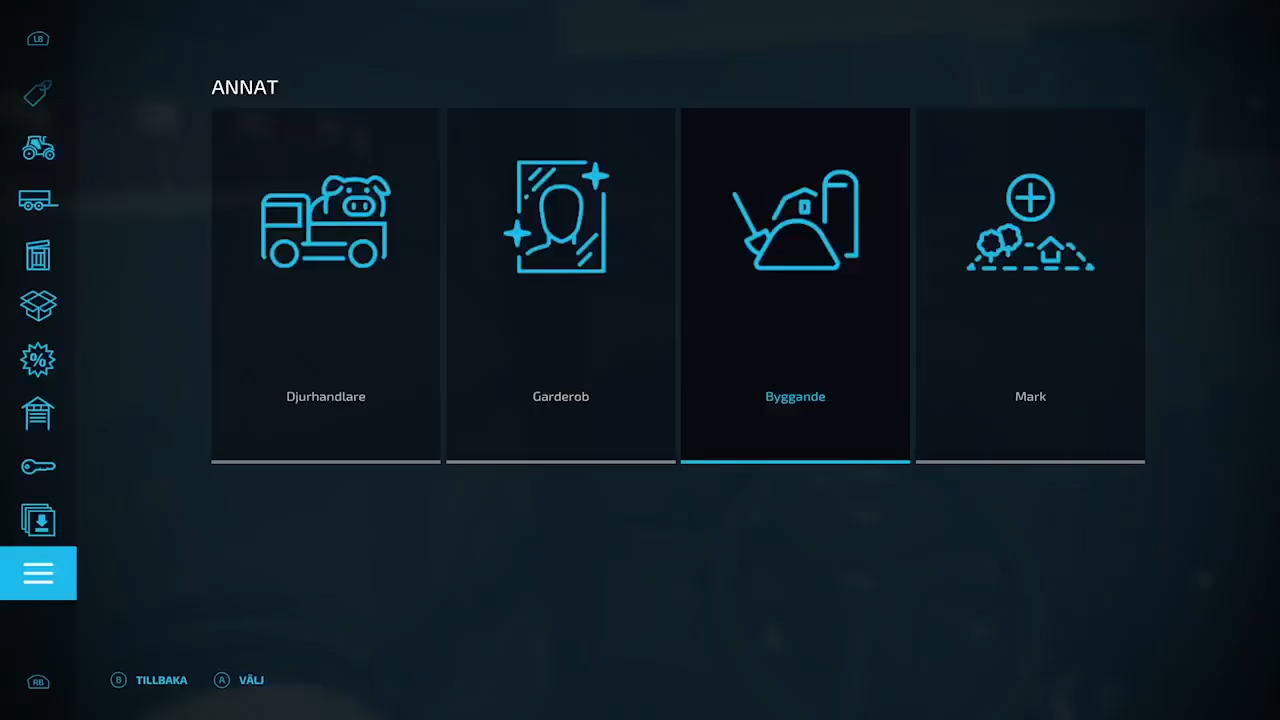 LB
ANNAT
%
Djurhandlare
Garderob
Byggande
Mark
B TILLBAKA A VÄLJ
RB